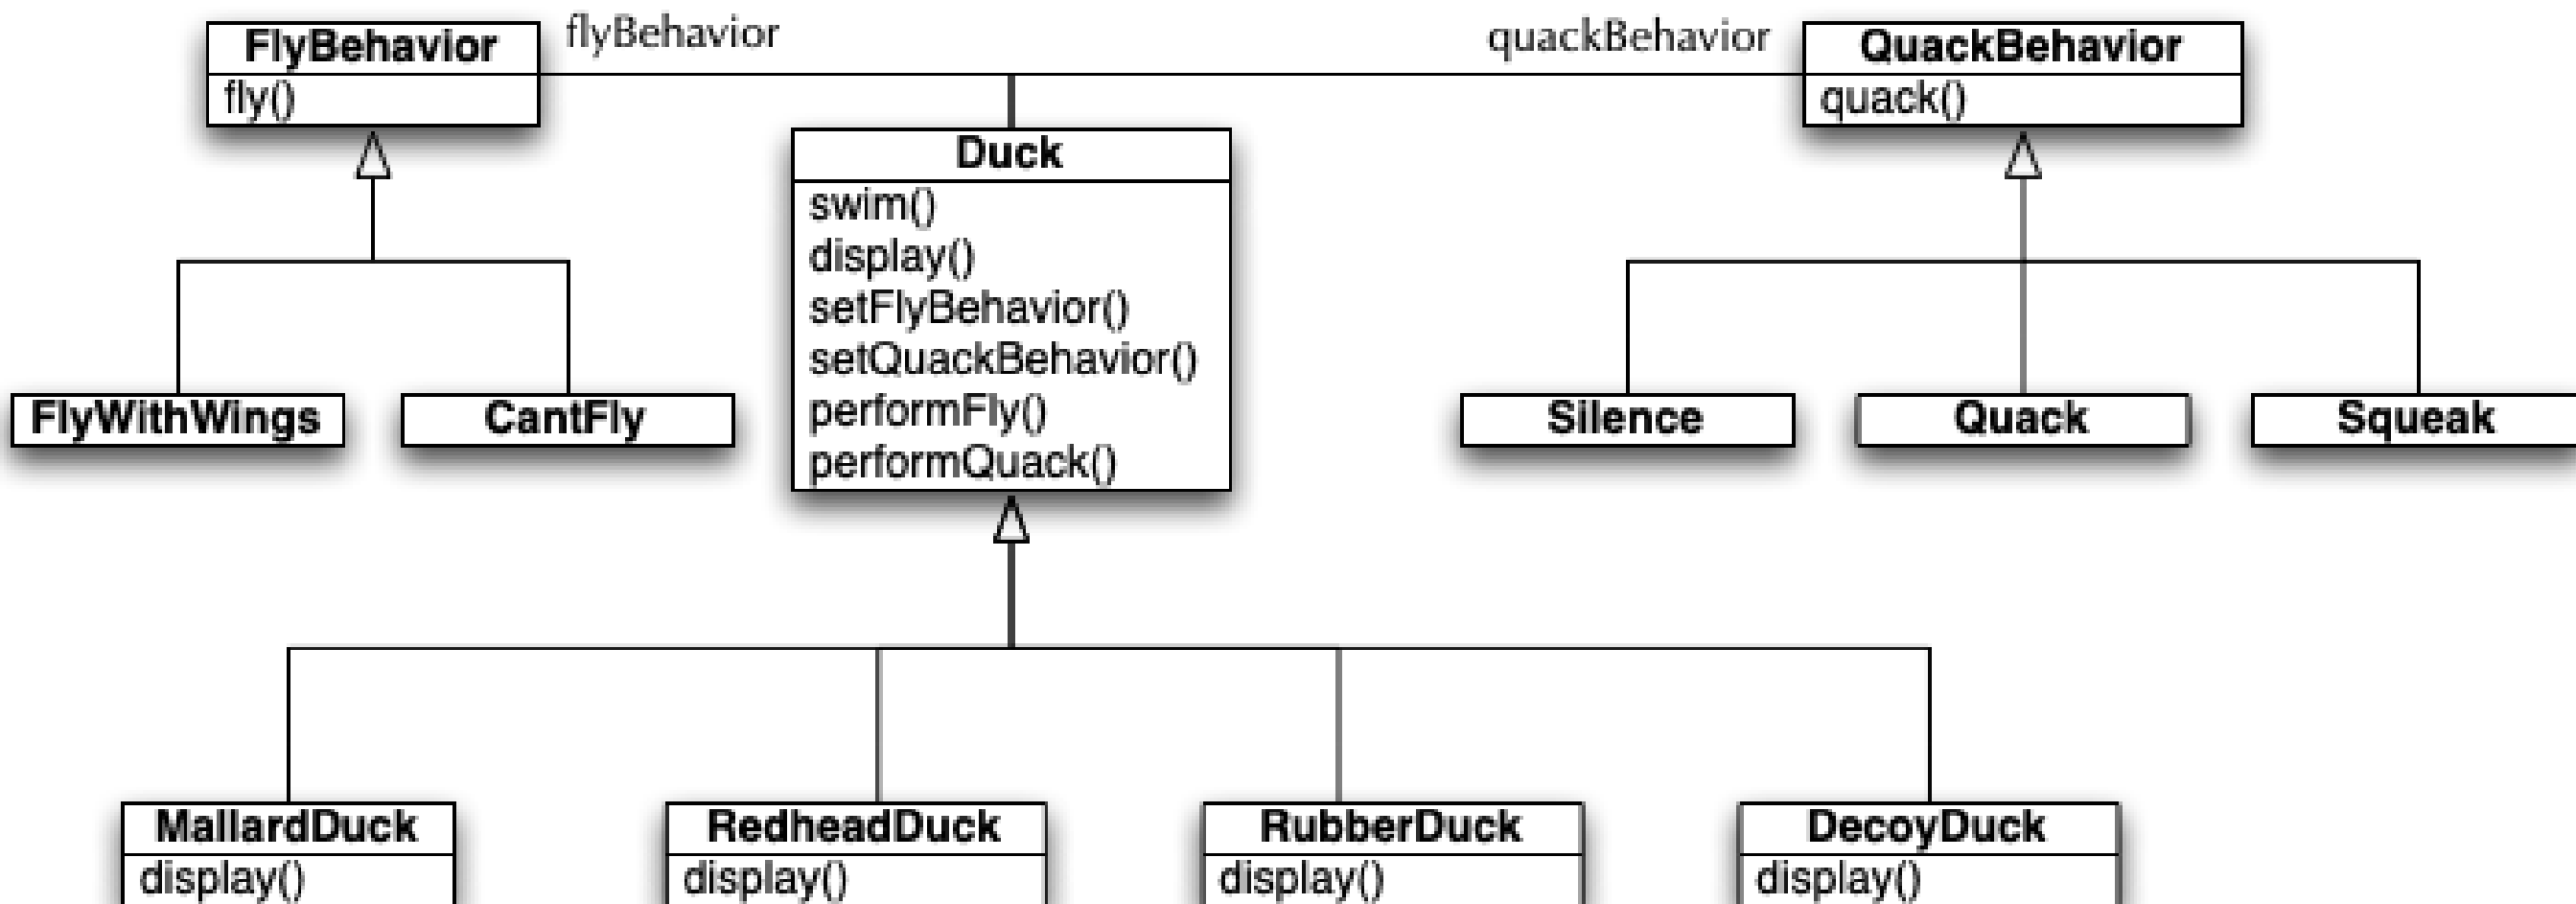 FlyBehavior
fly()
flyBehavior
quackBehavior
QuackBehavior
quack()
Duck
swim()
display()
setFlyBehavior()
setQuackBehavior()
performFly()
performQuack()
FlyWithWings
CantFly
Silence
Quack
Squeak
MallardDuck
display()
RedheadDuck
display()
RubberDuck
display()
DecoyDuck
display()